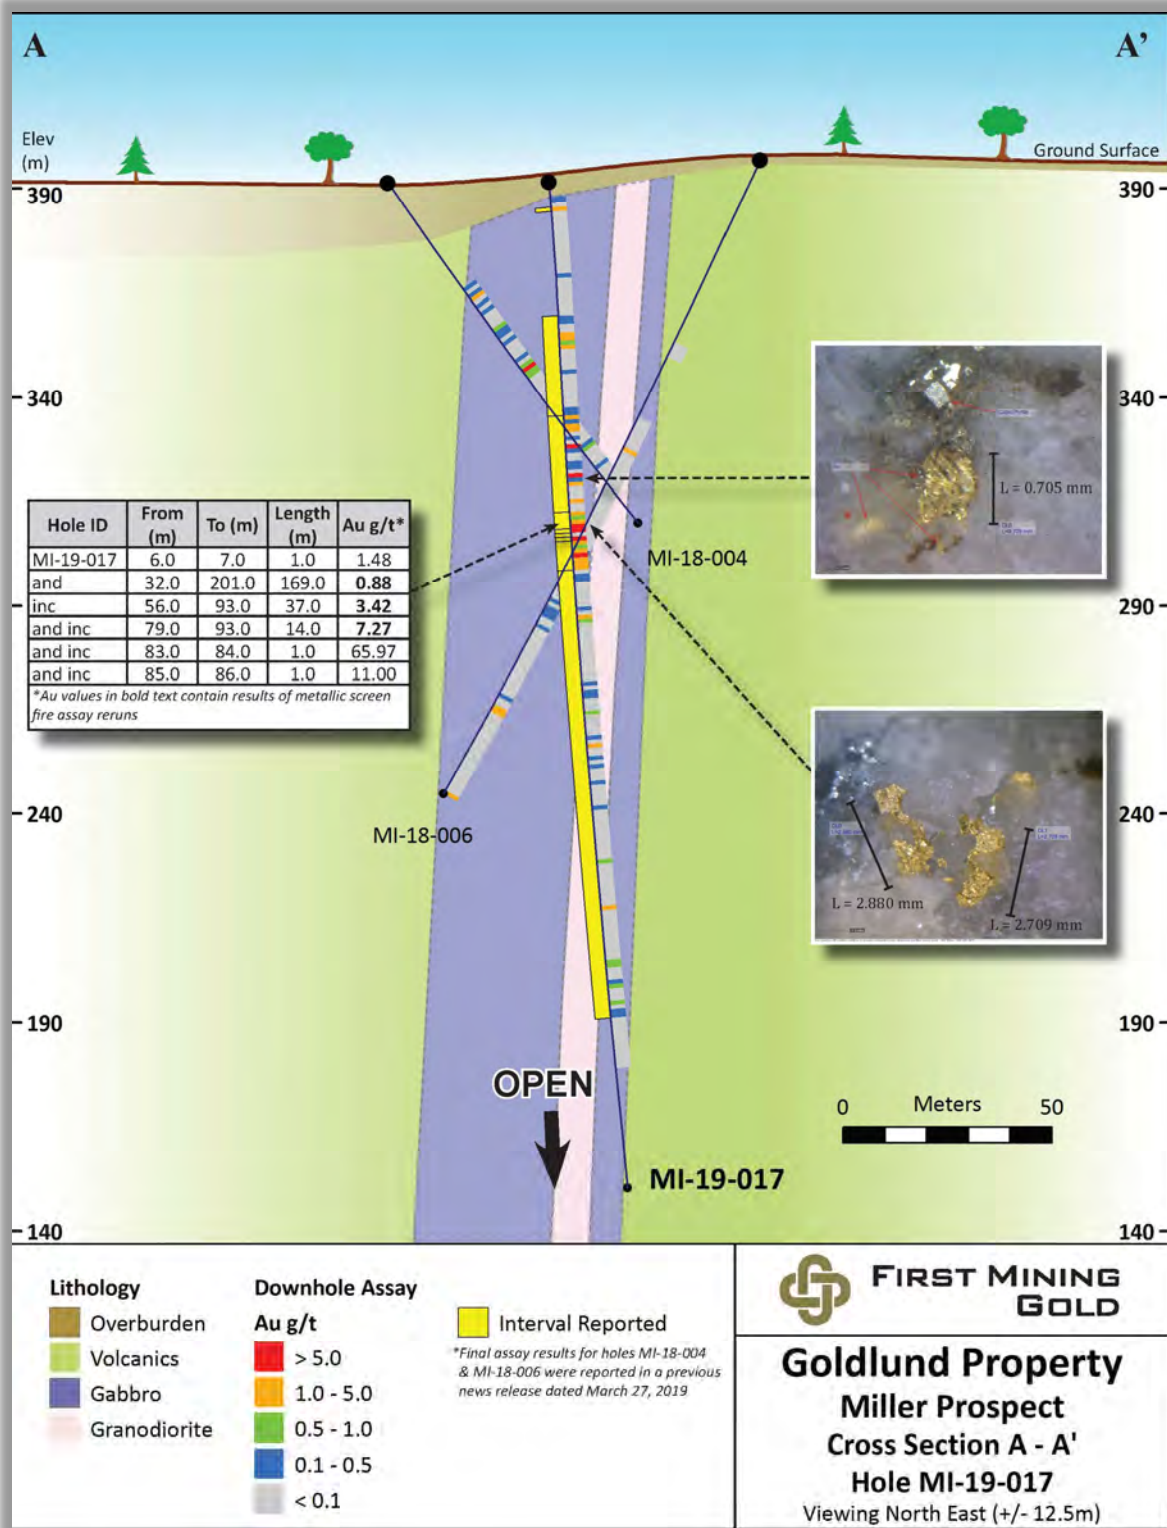 A
A’
Elev
(m)
Ground Surface
390
390
340
340
L = 0.705 mm
Hole ID From (m) To (m) Length (m) Au g/t*
MI-19-017 6.0 7.0 1.0 1.48
and 32.0 201.0 169.0 0.88
inc 56.0 93.0 37.0 3.42
and inc 79.0 93.0 14.0 7.27
and inc 83.0 84.0 1.0 65.97
and inc 85.0 86.0 1.0 11.00
*Au values in bold text contain results of metallic screen
fire assay reruns
MI-18-004
290
MI-18-006
240
240
L = 2.880 mm
L = 2.709 mm
190
190
OPEN
0 Meters 50
MI-19-017
140
140
Lithology
Overburden
Volcanics
Gabbro
Granodiorite
Downhole Assay
Au g/t
> 5.0
1.0 - 5.0
0.5 - 1.0
0.1 - 0.5
< 0.1
Interval Reported
*Final assay results for holes MI-18-004
& MI-18-006 were reported in a previous
news release dated March 27, 2019
FIRST MINING
GOLD
Goldlund Property
Miller Prospect
Cross Section A - A'
Hole MI-19-017
Viewing North East (+/- 12.5m)